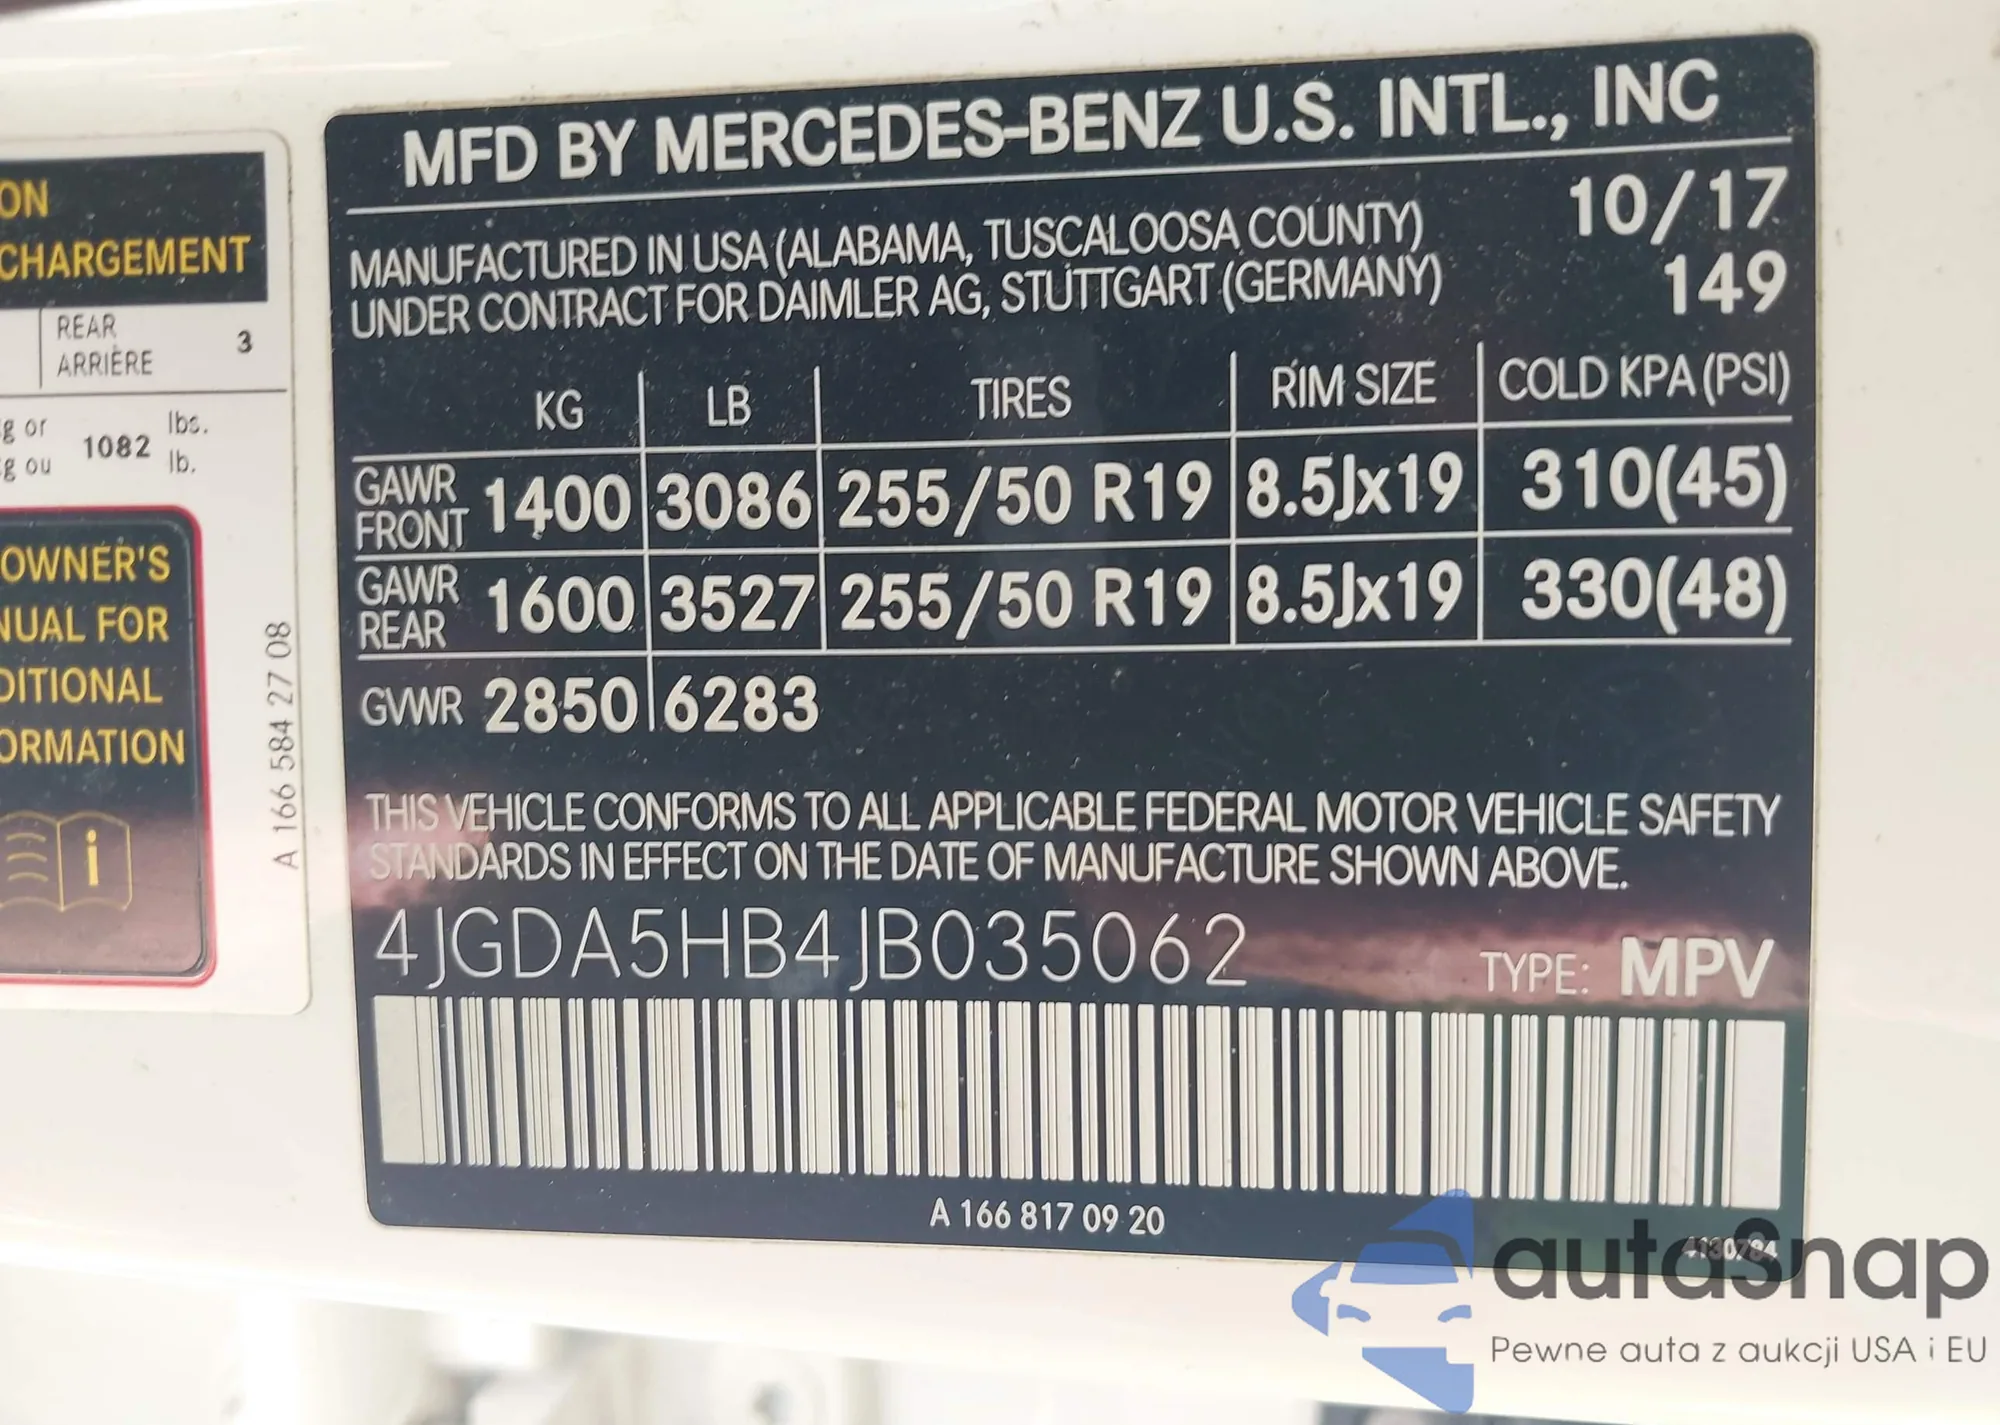 ON
CHARGEMENT
REAR
ARRIÈRE
3
g or
g ou
1082
lbs.
lb.
OWNER'S
NUAL FOR
DITIONAL
ORMATION
A 166 584 27 08
MFD BY MERCEDES-BENZ U.S. INTL., INC
10/17
MANUFACTURED IN USA (ALABAMA, TUSCALOOSA COUNTY)
UNDER CONTRACT FOR DAIMLER AG, STUTTGART (GERMANY)
149
KG LB TIRES RIM SIZE COLD KPA (PSI)
GAWR FRONT 1400 3086 255/50 R19 8.5Jx19 310(45)
GAWR REAR 1600 3527 255/50 R19 8.5Jx19 330(48)
GVWR 2850 6283
THIS VEHICLE CONFORMS TO ALL APPLICABLE FEDERAL MOTOR VEHICLE SAFETY
STANDARDS IN EFFECT ON THE DATE OF MANUFACTURE SHOWN ABOVE.
4JGDA5HB4JB035062 TYPE: MPV
A 166 817 09 20
autaSnap
Pewne auta z aukcji USA i EU